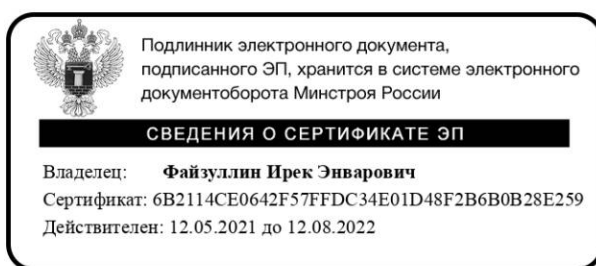 Подлинник электронного документа,
подписанного ЭП, хранится в системе электронного
документоборота Минстроя России
СВЕДЕНИЯ О СЕРТИФИКАТЕ ЭП
Владелец: Файзуллин Ирек Энварович
Сертификат: 6B2114CE0642F57FFDC34E01D48F2B6B0B28E259
Действителен: 12.05.2021 до 12.08.2022